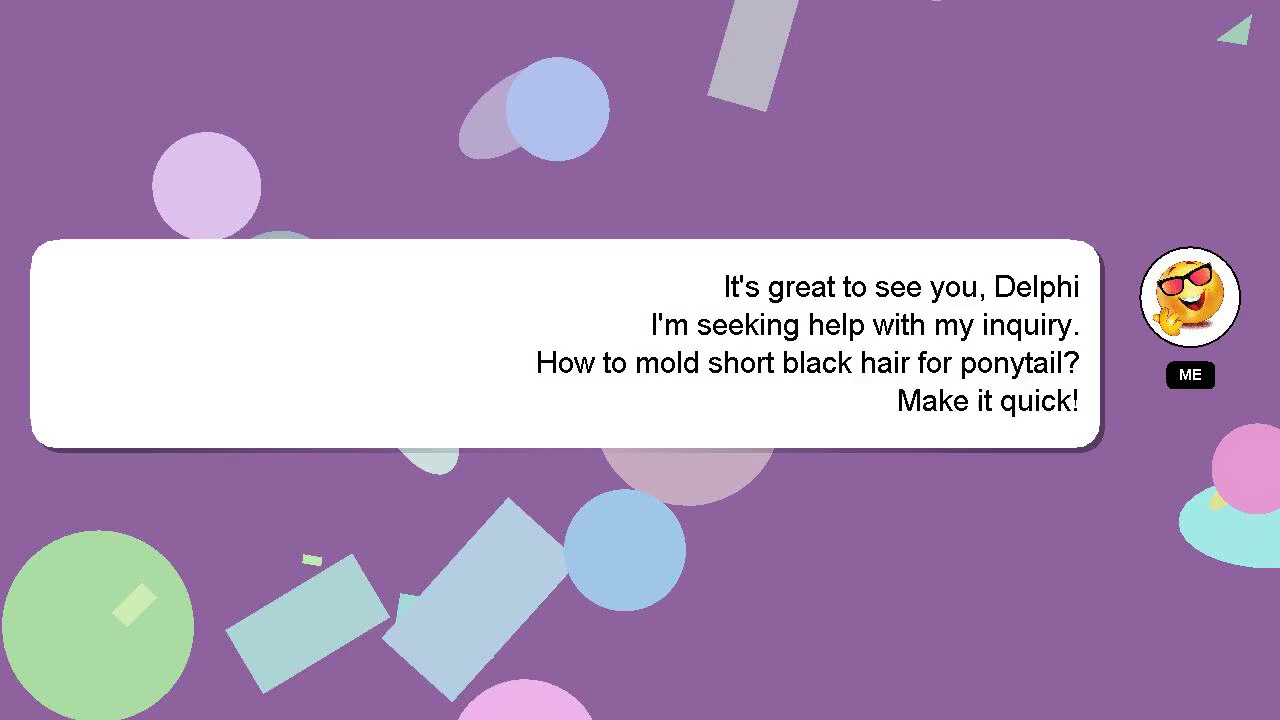 It's great to see you, Delphi
I'm seeking help with my inquiry.
How to mold short black hair for ponytail?
Make it quick!
ME